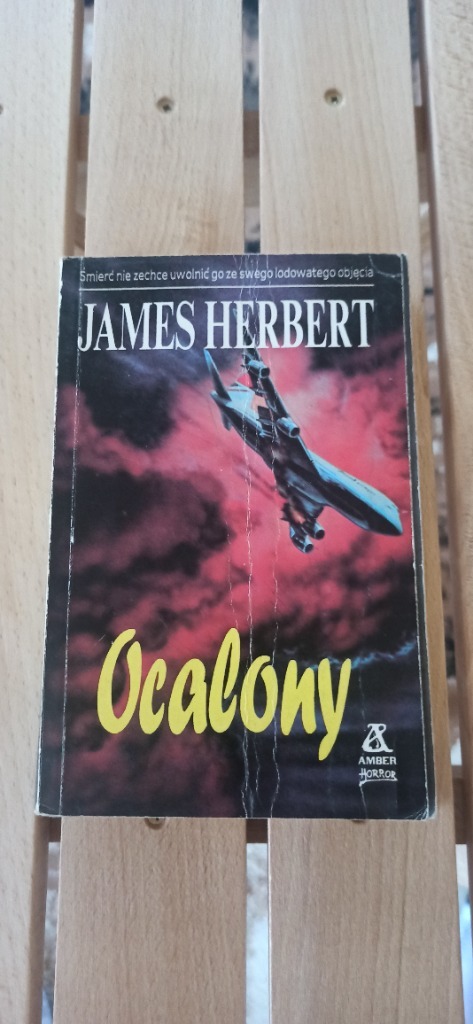 Śmierć nie zechce uwolnić go ze swego lodowatego objęcia
JAMES HERBERT
Ocalony
AMBER
HORROR